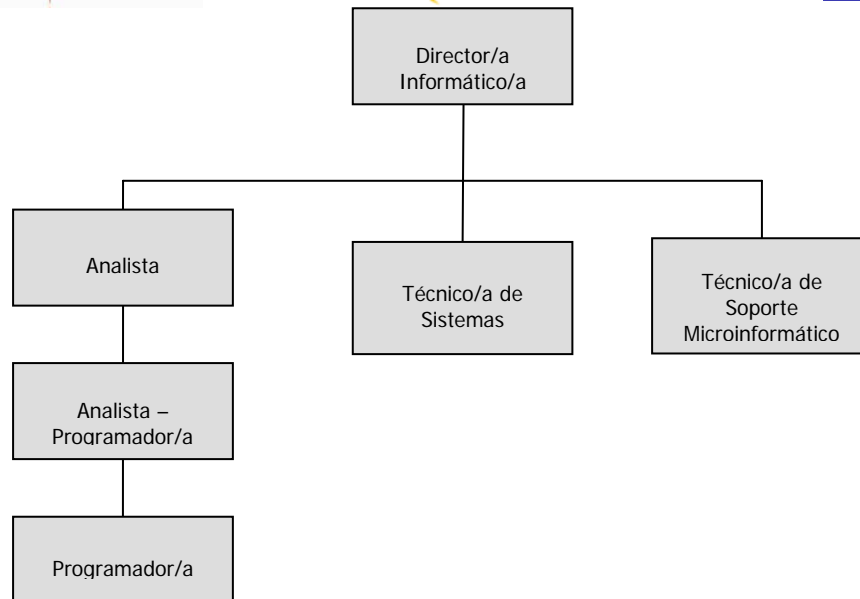 Director/a
Informático/a
Analista
Técnico/a de
Sistemas
Técnico/a de
Soporte
Microinformático
Analista –
Programador/a
Programador/a